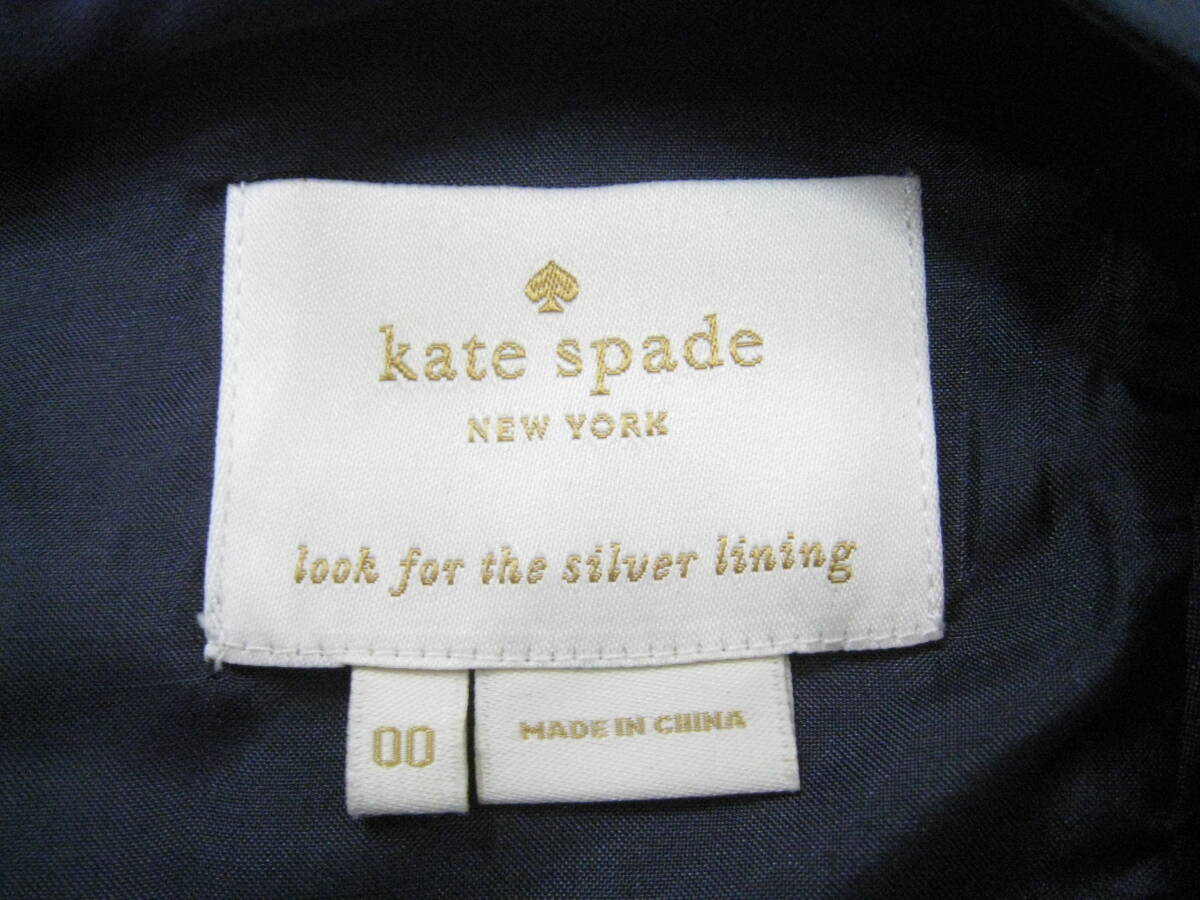 kate spade
NEW YORK
look for the silver lining
00
MADE IN CHINA